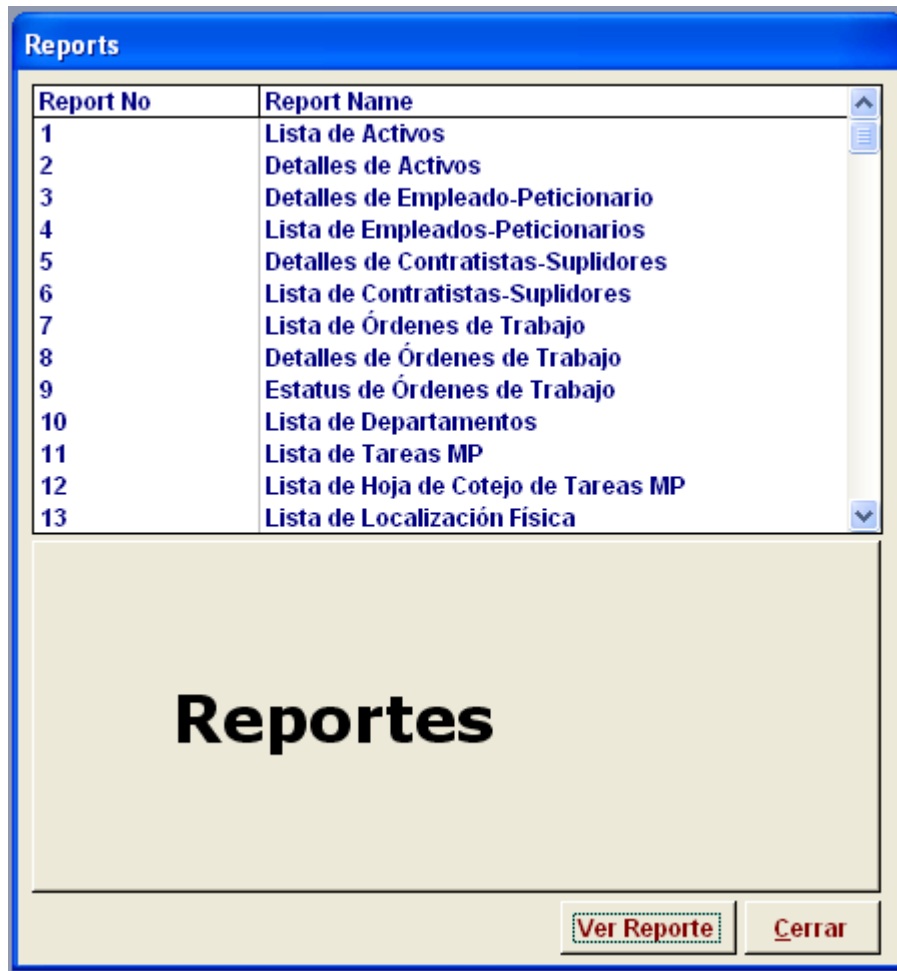 Reports
Report No Report Name
1 Lista de Activos
2 Detalles de Activos
3 Detalles de Empleado-Peticionario
4 Lista de Empleados-Peticionarios
5 Detalles de Contratistas-Suplidores
6 Lista de Contratistas-Suplidores
7 Lista de Órdenes de Trabajo
8 Detalles de Órdenes de Trabajo
9 Estatus de Órdenes de Trabajo
10 Lista de Departamentos
11 Lista de Tareas MP
12 Lista de Hoja de Cotejo de Tareas MP
13 Lista de Localización Física
Reportes
Ver Reporte Cerrar